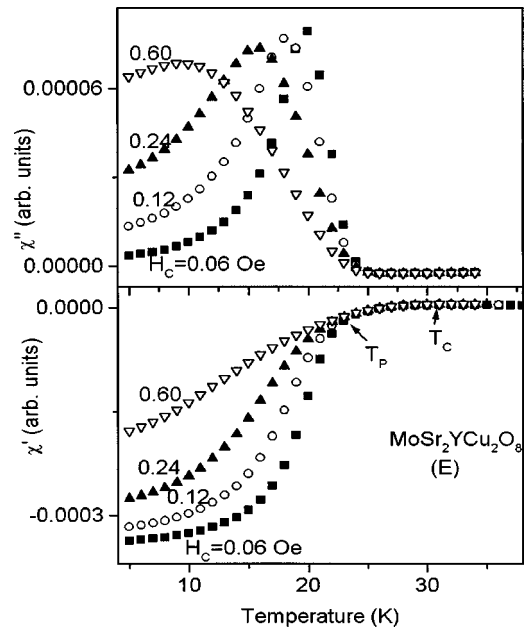 χ'' (arb. units)
0.00006
0.00000
0.60
0.24
0.12
H_C=0.06 Oe
χ' (arb. units)
0.0000
-0.0003
T_P
T_C
0.60
0.24
0.12
H_C=0.06 Oe
MoSr₂YCu₂O₈
(E)
10 20 30
Temperature (K)